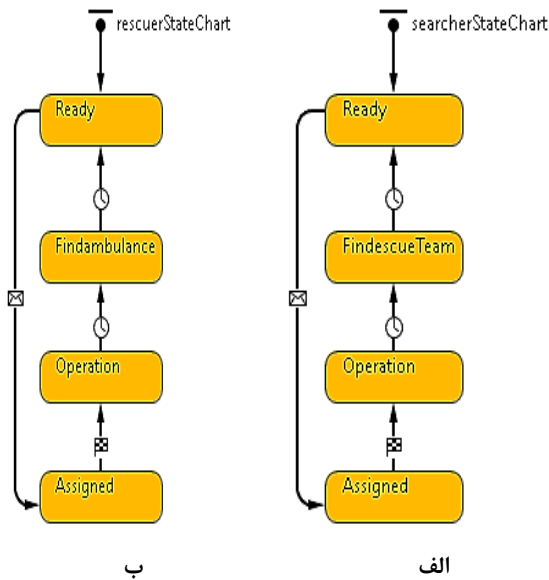 rescuerStateChart
Ready
Findambulance
Operation
Assigned
ب
searcherStateChart
Ready
FindescueTeam
Operation
Assigned
الف